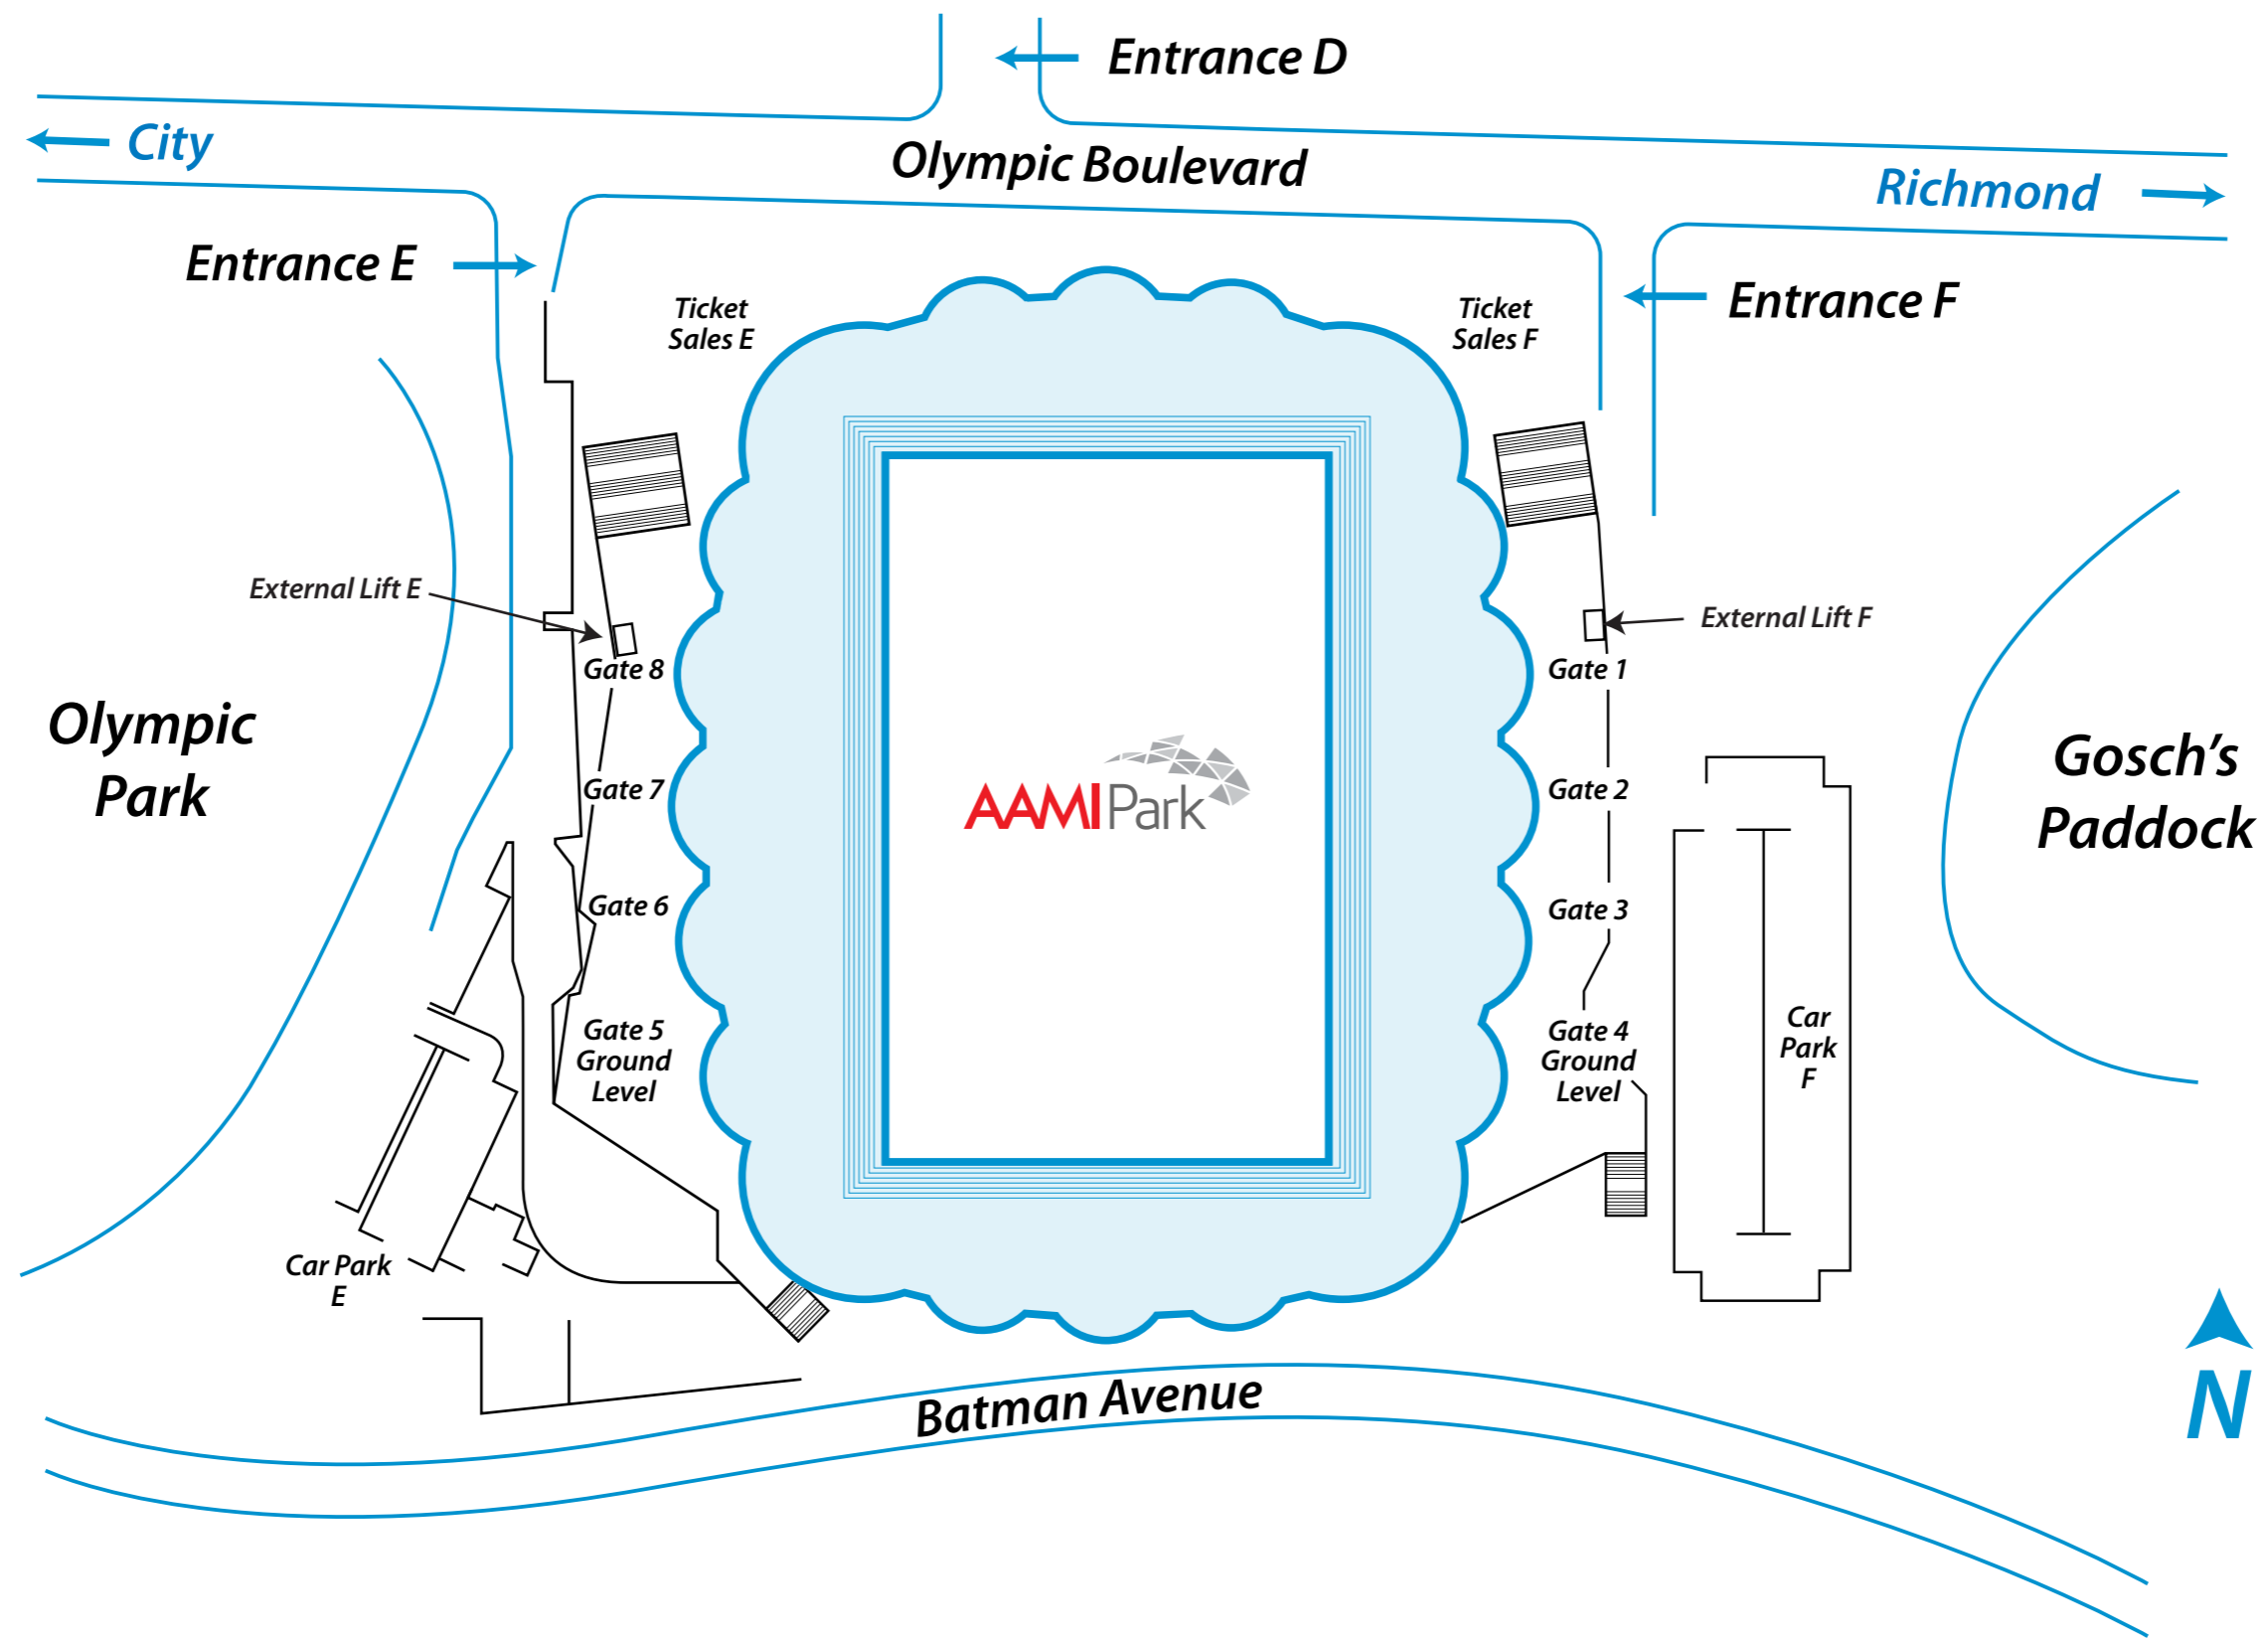 Entrance D
City
Olympic Boulevard
Richmond
Entrance E
Entrance F
Ticket
Sales E
Ticket
Sales F
External Lift E
External Lift F
Gate 8
Gate 1
Olympic
Park
Gosch's
Paddock
Gate 7
AAMI Park
Gate 2
Gate 6
Gate 3
Gate 5
Ground
Level
Gate 4
Ground
Level
Car
Park
F
Car Park
E
Batman Avenue
N